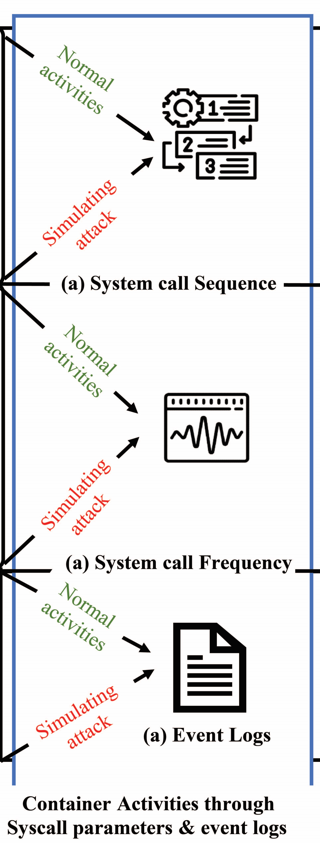 Normal
activities
1
2
3
Simulating
attack
(a) System call Sequence
Normal
activities
Simulating
attack
(a) System call Frequency
Normal
activities
Simulating
attack
(a) Event Logs
Container Activities through
Syscall parameters & event logs